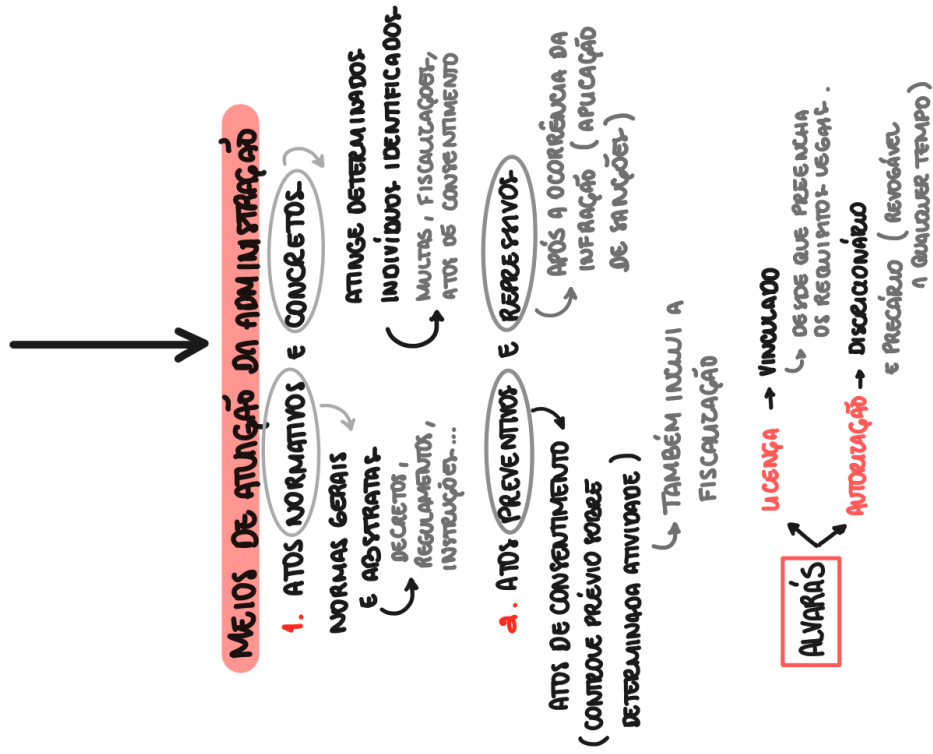 MEIOS DE ATUAÇÃO DA ADMINISTRAÇÃO
1. ATOS NORMATIVOS E CONCRETOS
NORMAS GERAIS
E ABSTRATAS
DECRETOS,
REGULAMENTOS,
INSTRUÇÕES...
ATINGE DETERMINADOS
INDIVÍDUOS IDENTIFICADOS
MULTAS, FISCALIZAÇÕES,
ATOS DE CONSENTIMENTO
2. ATOS PREVENTIVOS E REPRESSIVOS
ATOS DE CONSENTIMENTO
(CONTROLE PRÉVIO SOBRE
DETERMINADA ATIVIDADE)
TAMBÉM INCLUI A
FISCALIZAÇÃO
APÓS A OCORRÊNCIA DA
INFRAÇÃO (APLICAÇÃO
DE SANÇÕES)
ALVARÁS
LICENÇA → VINCULADO
DESDE QUE PREENCHA
OS REQUISITOS LEGAIS.
AUTORIZAÇÃO → DISCRICIONÁRIO
E PRECÁRIO (REVOGÁVEL
A QUALQUER TEMPO)